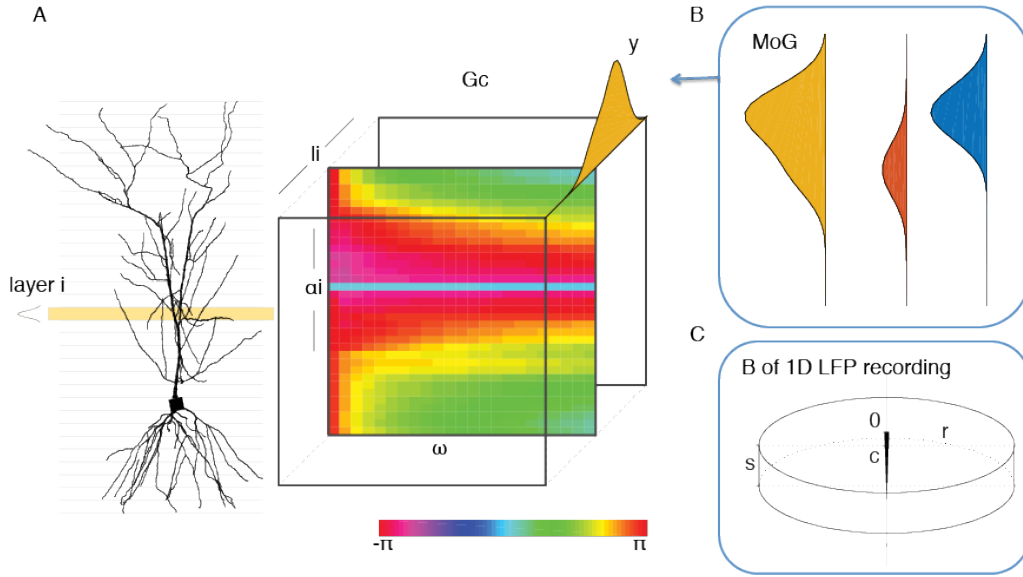 A
layer i
Gc
y
li
αi
ω
-π
π
B
MoG
C
B of 1D LFP recording
0
r
c
s